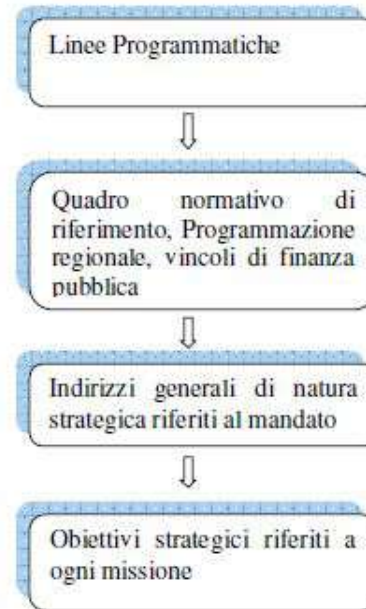 Linee Programmatiche
Quadro normativo di
riferimento, Programmazione
regionale, vincoli di finanza
pubblica
Indirizzi generali di natura
strategica riferiti al mandato
Obiettivi strategici riferiti a
ogni missione